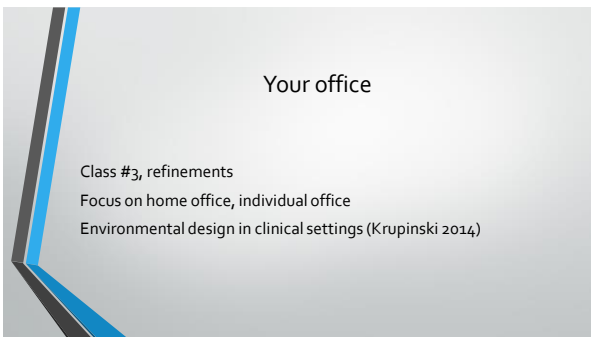 Your office
Class #3, refinements
Focus on home office, individual office
Environmental design in clinical settings (Krupinski 2014)